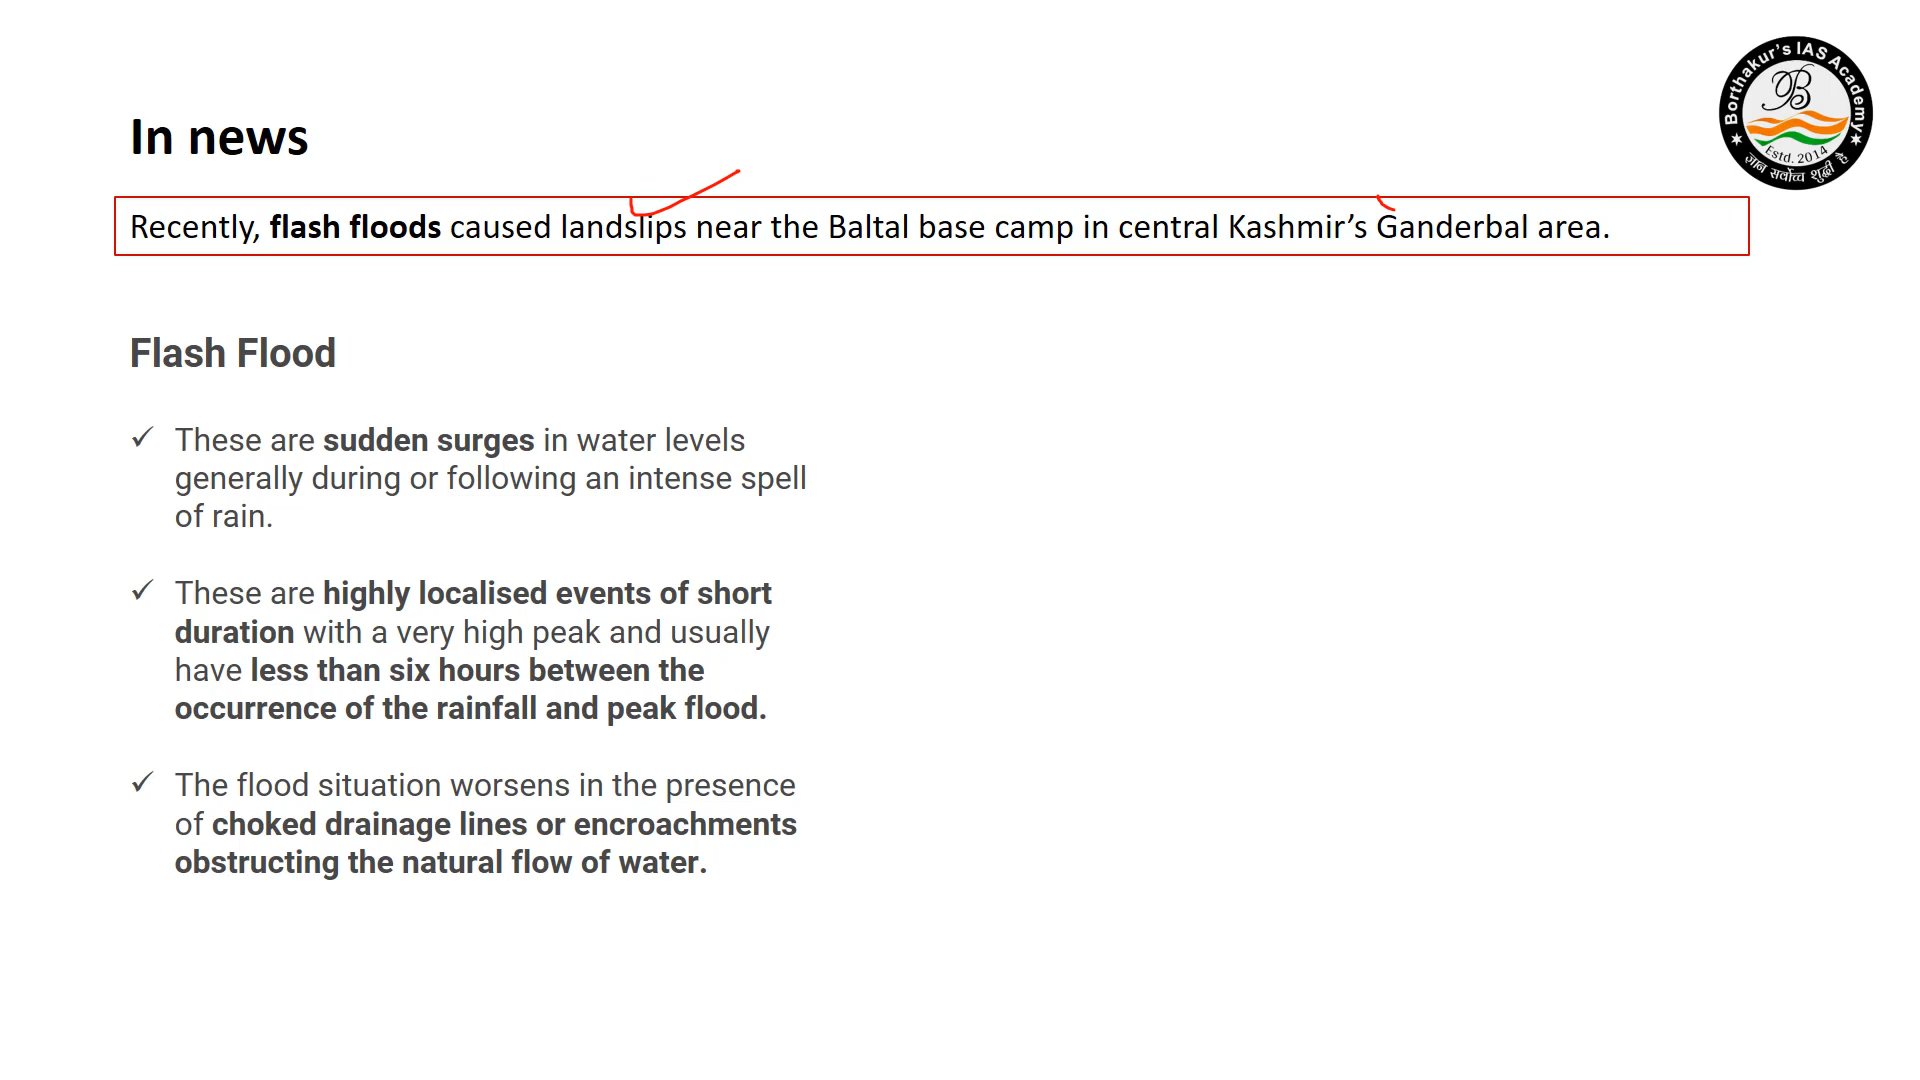 Borthakur's IAS Academy
B
Estd. 2014
ज्ञान सर्वोच्च शुद्धी है
In news
Recently, flash floods caused landslips near the Baltal base camp in central Kashmir’s Ganderbal area.
Flash Flood
These are sudden surges in water levels
generally during or following an intense spell
of rain.
These are highly localised events of short
duration with a very high peak and usually
have less than six hours between the
occurrence of the rainfall and peak flood.
The flood situation worsens in the presence
of choked drainage lines or encroachments
obstructing the natural flow of water.